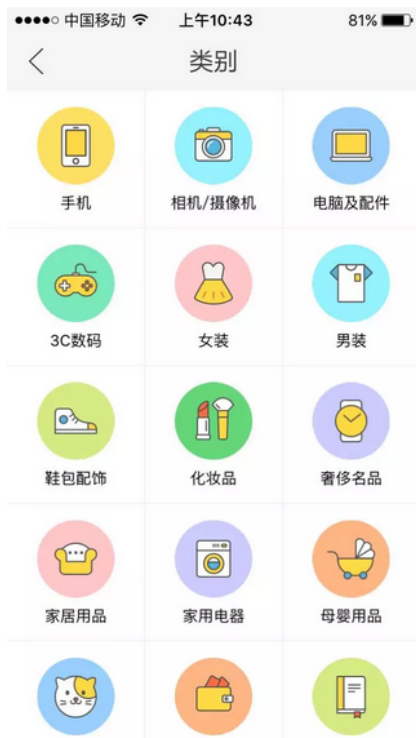 中国移动 上午10:43 81%
类别
手机 相机/摄像机 电脑及配件
3C数码 女装 男装
鞋包配饰 化妆品 奢侈名品
家居用品 家用电器 母婴用品